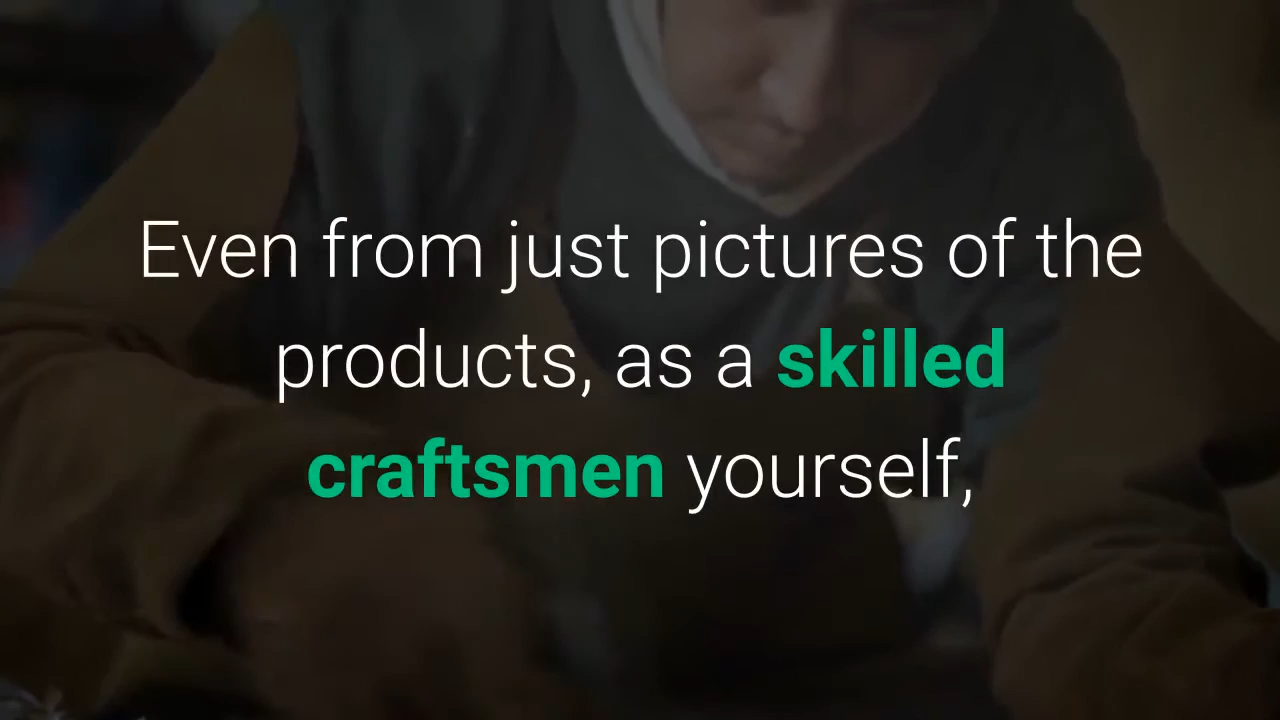 Even from just pictures of the
products, as a skilled
craftsmen yourself,